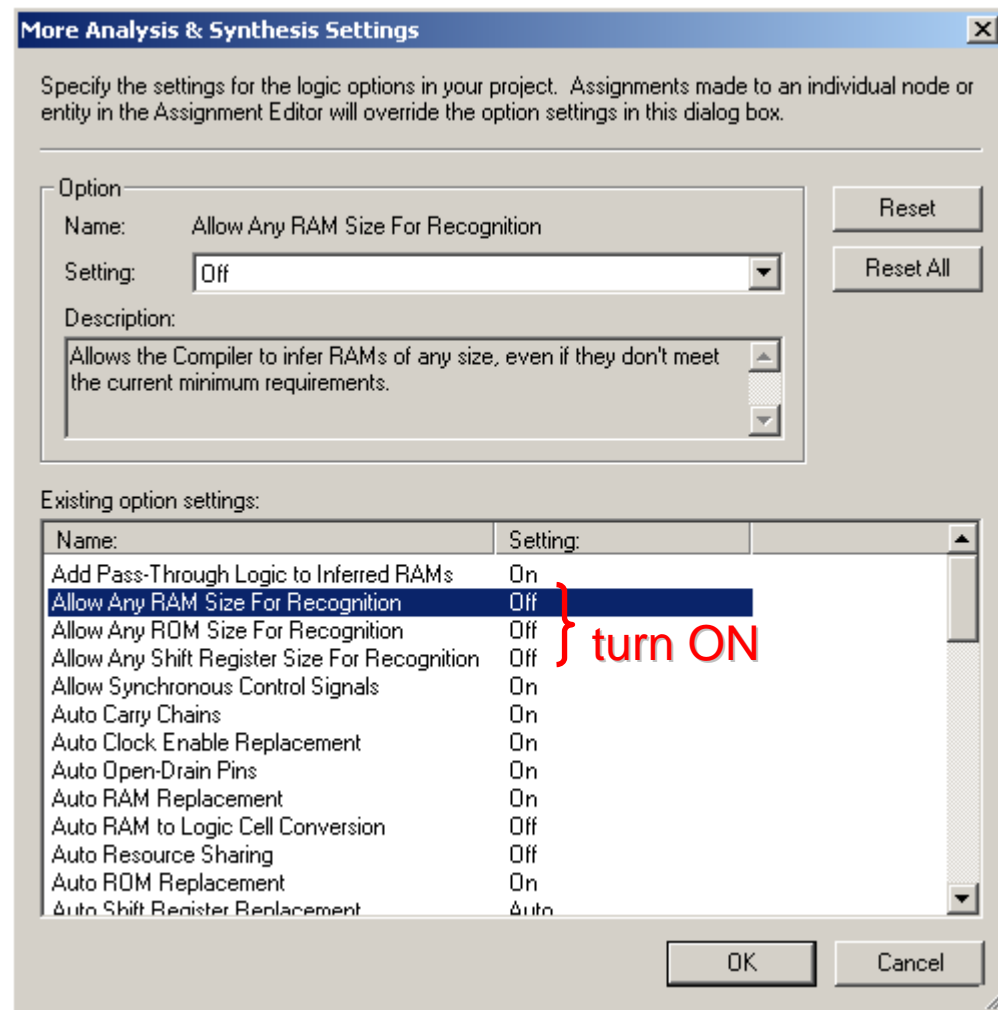 More Analysis & Synthesis Settings
Specify the settings for the logic options in your project. Assignments made to an individual node or
entity in the Assignment Editor will override the option settings in this dialog box.
Option
Name: Allow Any RAM Size For Recognition
Reset
Setting: Off
Reset All
Description:
Allows the Compiler to infer RAMs of any size, even if they don't meet
the current minimum requirements.
Existing option settings:
Name: Setting:
Add Pass-Through Logic to Inferred RAMs On
Allow Any RAM Size For Recognition Off
Allow Any ROM Size For Recognition Off
turn ON
Allow Any Shift Register Size For Recognition Off
Allow Synchronous Control Signals On
Auto Carry Chains On
Auto Clock Enable Replacement On
Auto Open-Drain Pins On
Auto RAM Replacement On
Auto RAM to Logic Cell Conversion Off
Auto Resource Sharing Off
Auto ROM Replacement On
Auto Shift Register Replacement Auto
OK Cancel